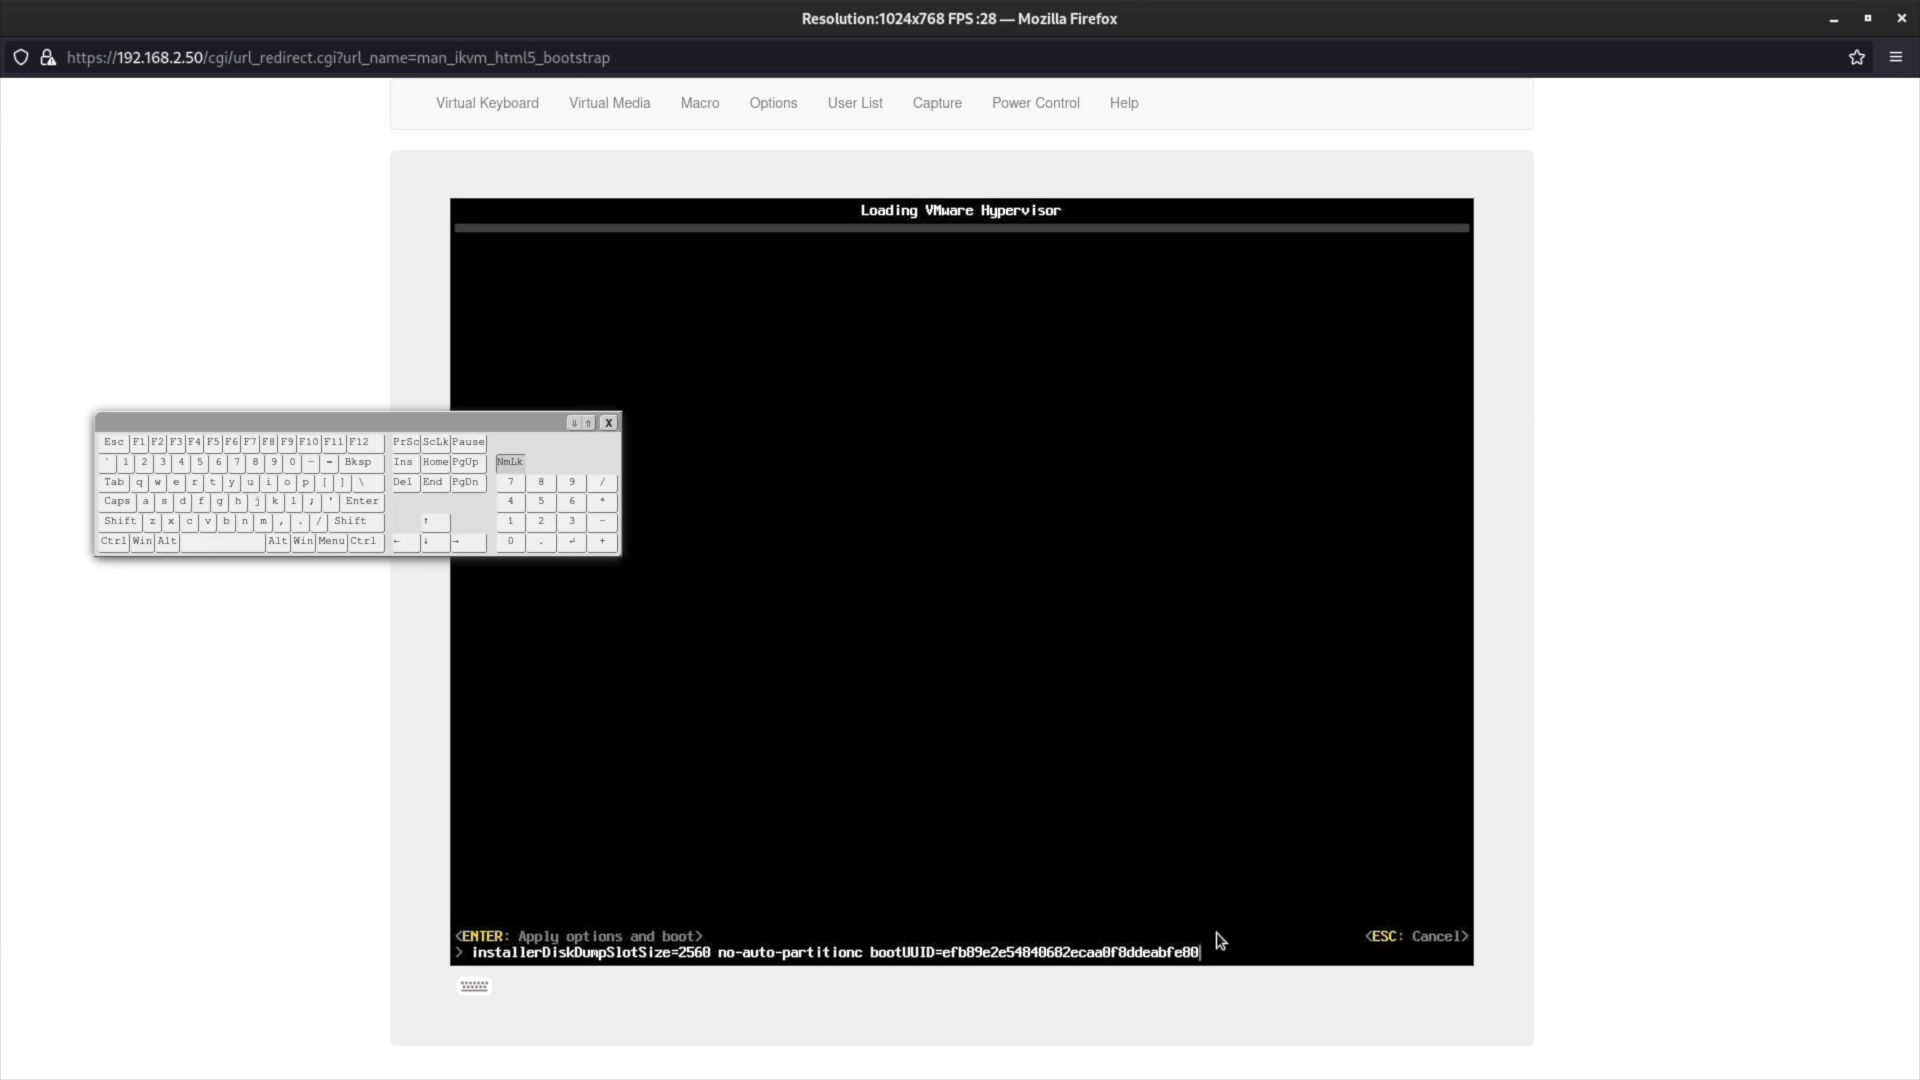 Resolution:1024x768 FPS :28 — Mozilla Firefox
https://192.168.2.50/cgi/url_redirect.cgi?url_name=man_ikvm_html5_bootstrap
Virtual Keyboard Virtual Media Macro Options User List Capture Power Control Help
Loading VMware Hypervisor
X
Esc F1 F2 F3 F4 F5 F6 F7 F8 F9 F10 F11 F12 PrSc ScLk Pause
` 1 2 3 4 5 6 7 8 9 0 - = Bksp Ins Home PgUp NmLk
Tab q w e r t y u i o p [ ] \ Del End PgDn 7 8 9 /
Caps a s d f g h j k l ; ' Enter 4 5 6 *
Shift z x c v b n m , . / Shift ↑ 1 2 3 -
Ctrl Win Alt Alt Win Menu Ctrl ← ↓ → 0 . ↵ +
<ENTER: Apply options and boot> <ESC: Cancel>
> installerDiskDumpSlotSize=2560 no-auto-partitionc bootUUID=efb89e2e54840682ecaa0f8ddeabfe80